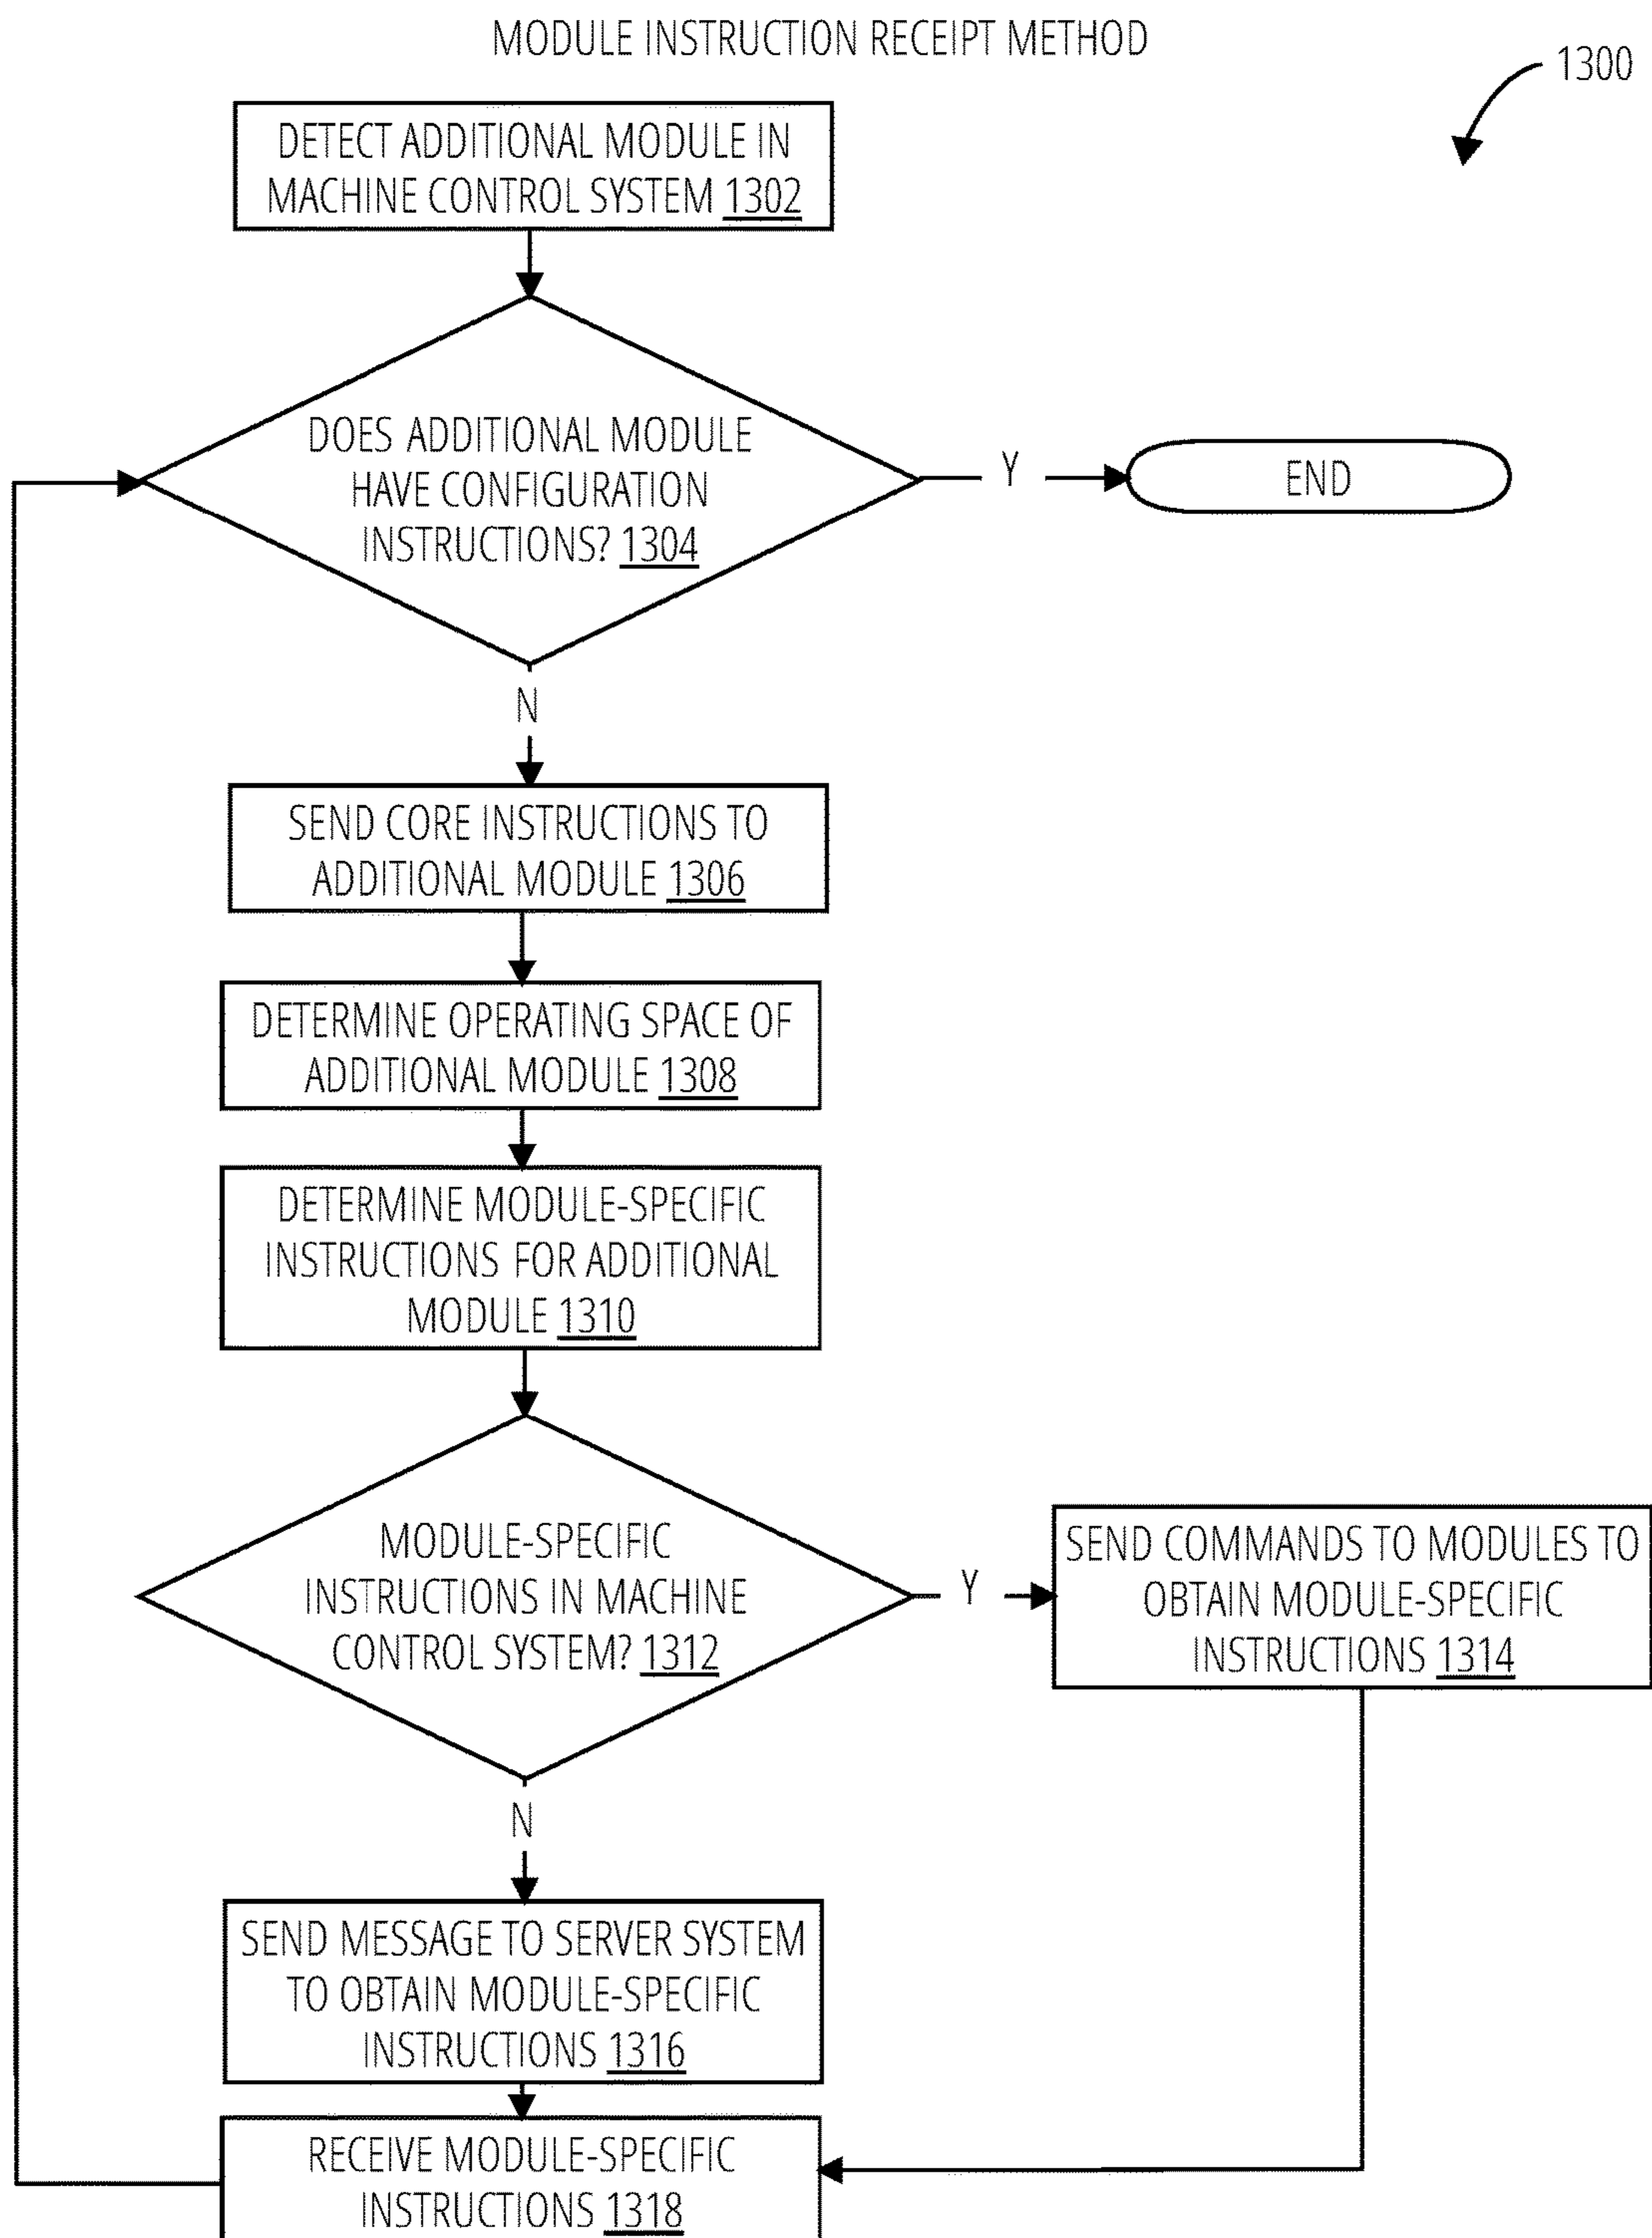 MODULE INSTRUCTION RECEIPT METHOD
1300
DETECT ADDITIONAL MODULE IN
MACHINE CONTROL SYSTEM 1302
DOES ADDITIONAL MODULE
HAVE CONFIGURATION
INSTRUCTIONS? 1304
Y
END
N
SEND CORE INSTRUCTIONS TO
ADDITIONAL MODULE 1306
DETERMINE OPERATING SPACE OF
ADDITIONAL MODULE 1308
DETERMINE MODULE-SPECIFIC
INSTRUCTIONS FOR ADDITIONAL
MODULE 1310
MODULE-SPECIFIC
INSTRUCTIONS IN MACHINE
CONTROL SYSTEM? 1312
Y
SEND COMMANDS TO MODULES TO
OBTAIN MODULE-SPECIFIC
INSTRUCTIONS 1314
N
SEND MESSAGE TO SERVER SYSTEM
TO OBTAIN MODULE-SPECIFIC
INSTRUCTIONS 1316
RECEIVE MODULE-SPECIFIC
INSTRUCTIONS 1318